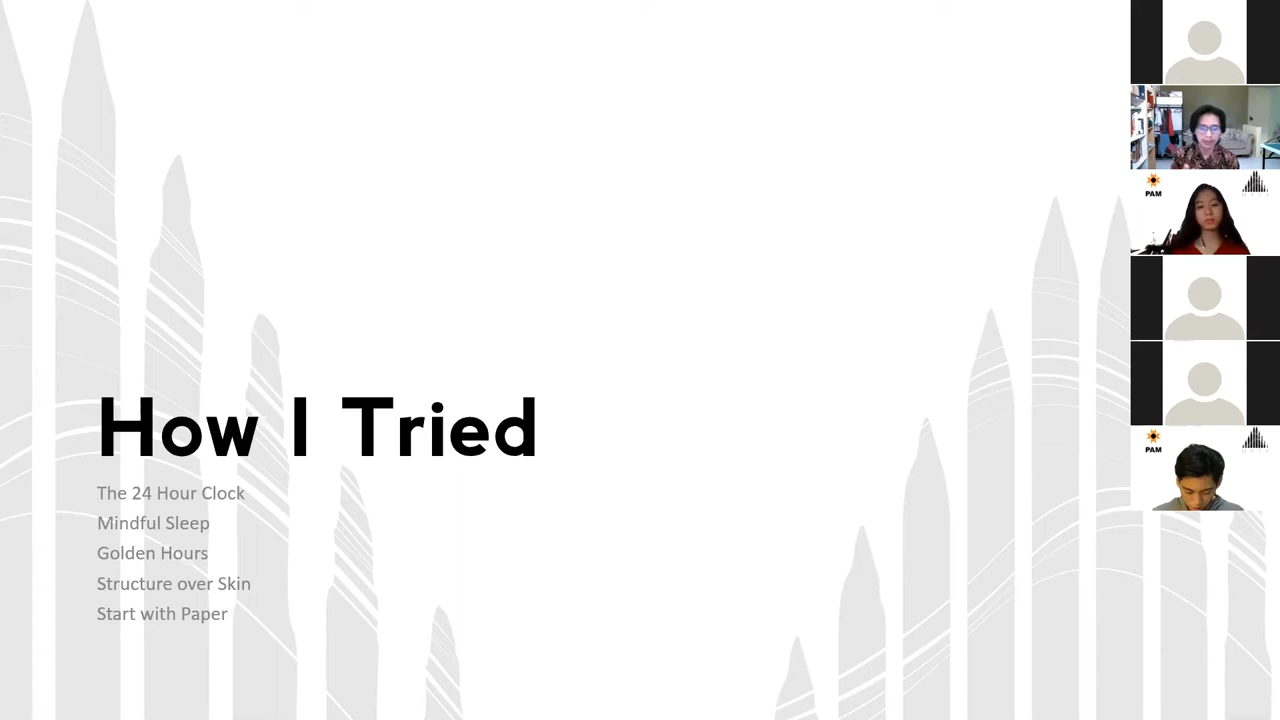 How I Tried
The 24 Hour Clock
Mindful Sleep
Golden Hours
Structure over Skin
Start with Paper
PAM
PAM